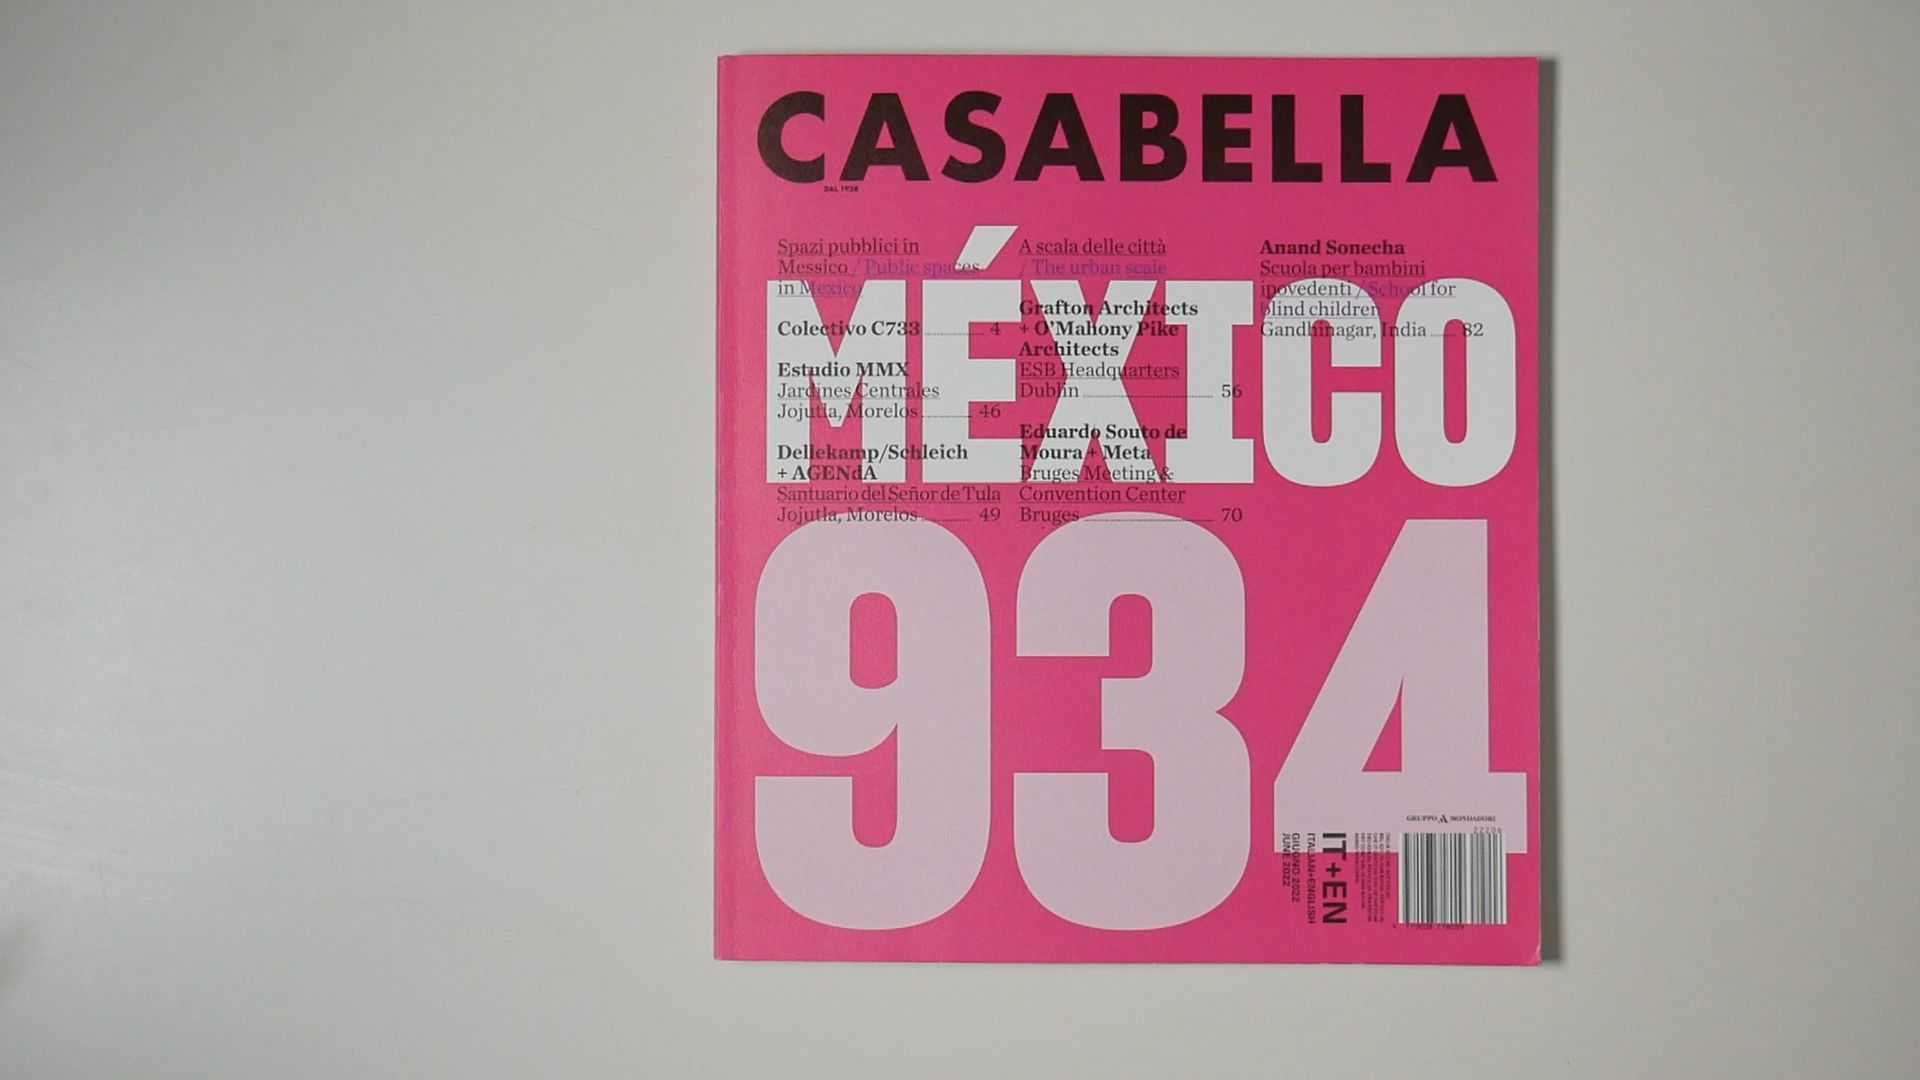 CASABELLA
DAL 1928
Spazi pubblici in
Messico / Public spaces
in Mexico
Colectivo C733 4
Estudio MMX
Jardines Centrales
Jojutla, Morelos 46
Dellekamp/Schleich
+ AGENdA
Santuario del Señor de Tula
Jojutla, Morelos 49
A scala delle città
/ The urban scale
Grafton Architects
+ O'Mahony Pike
Architects
ESB Headquarters
Dublin 56
Eduardo Souto de
Moura + Meta
Bruges Meeting &
Convention Center
Bruges 70
Anand Sonecha
Scuola per bambini
ipovedenti / School for
blind children
Gandhinagar, India 82
MÉXICO
934
GRUPPO MONDADORI
22206
IT+EN
ITALIAN+ENGLISH
GIUGNO 2022
JUNE 2022